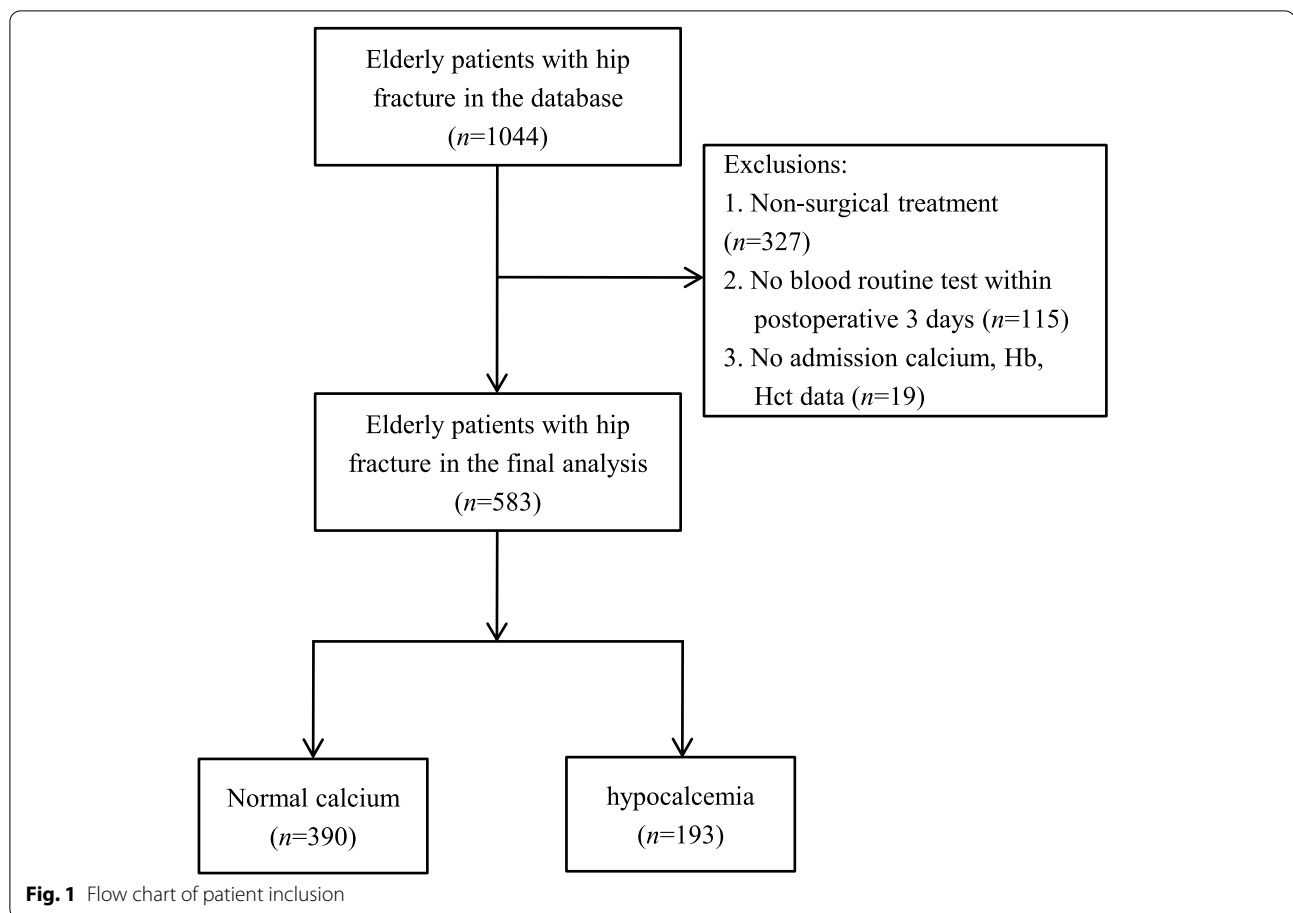 Elderly patients with hip
fracture in the database
(n=1044)
Exclusions:
1. Non-surgical treatment
(n=327)
2. No blood routine test within
postoperative 3 days (n=115)
3. No admission calcium, Hb,
Hct data (n=19)
Elderly patients with hip
fracture in the final analysis
(n=583)
Normal calcium
(n=390)
hypocalcemia
(n=193)
Fig. 1 Flow chart of patient inclusion